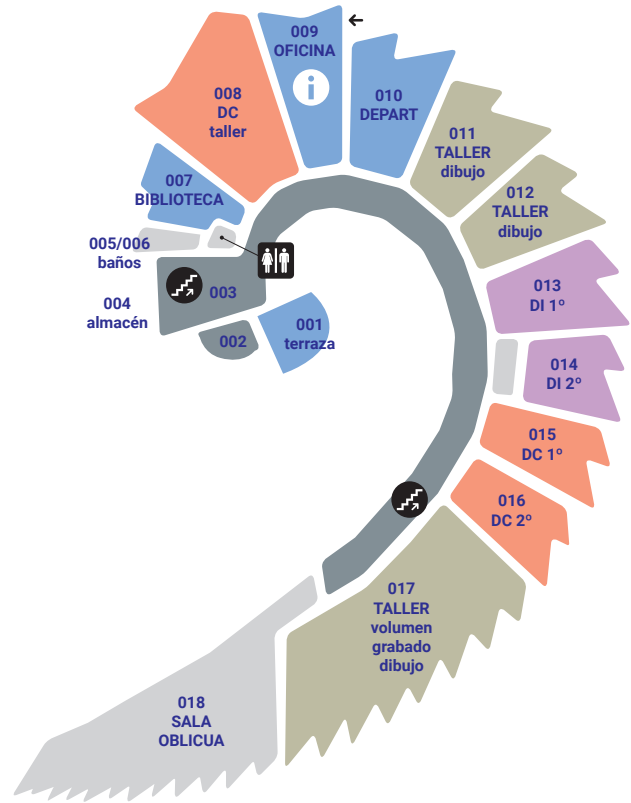 009
OFICINA
i
010
DEPART
008
DC
taller
011
TALLER
dibujo
012
TALLER
dibujo
007
BIBLIOTECA
005/006
baños
004
almacén
003
002
001
terraza
013
DI 1º
014
DI 2º
015
DC 1º
016
DC 2º
017
TALLER
volumen
grabado
dibujo
018
SALA
OBLICUA